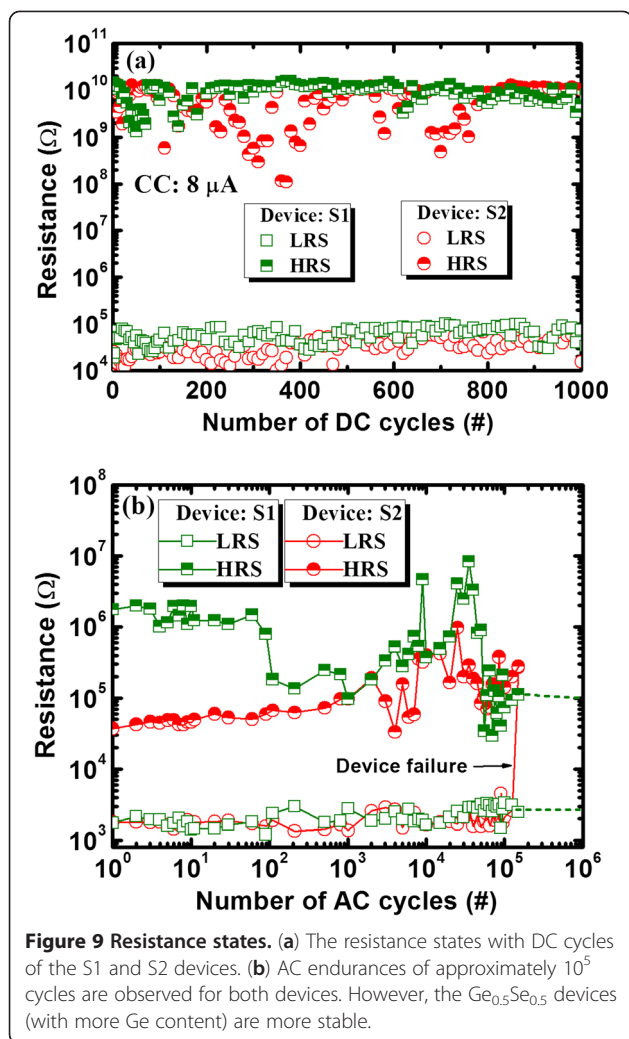 10¹¹
(a)
10¹⁰
10⁹
10⁸
10⁷
10⁶
10⁵
10⁴
Resistance (Ω)
CC: 8 μA
Device: S1
LRS
HRS
Device: S2
LRS
HRS
0 200 400 600 800 1000
Number of DC cycles (#)
10⁸
(b)
10⁷
10⁶
10⁵
10⁴
10³
Resistance (Ω)
Device: S1
LRS
HRS
Device: S2
LRS
HRS
Device failure
10⁰ 10¹ 10² 10³ 10⁴ 10⁵ 10⁶
Number of AC cycles (#)
Figure 9 Resistance states. (a) The resistance states with DC cycles
of the S1 and S2 devices. (b) AC endurances of approximately 10⁵
cycles are observed for both devices. However, the Ge₀.₅Se₀.₅ devices
(with more Ge content) are more stable.